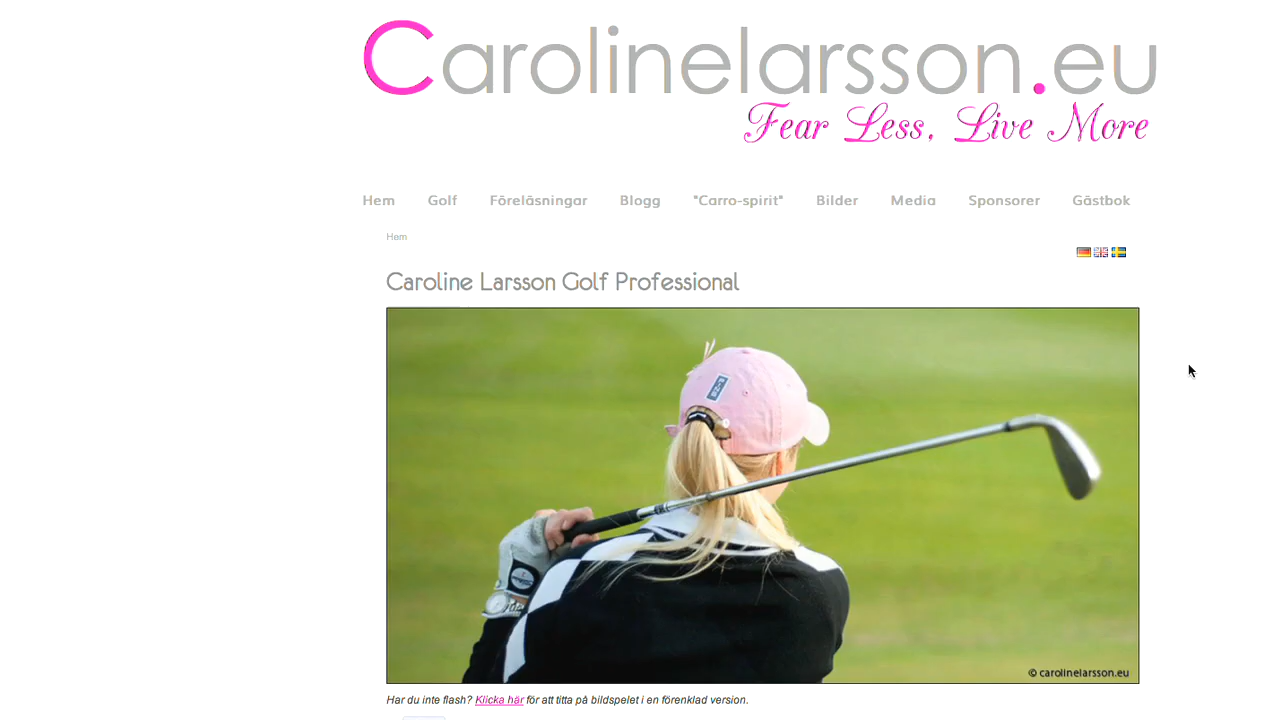 Carolinelarsson.eu
Fear Less, Live More
Hem Golf Föreläsningar Blogg "Carro-spirit" Bilder Media Sponsorer Gästbok
Hem
Caroline Larsson Golf Professional
© carolinelarsson.eu
Har du inte flash? Klicka här för att titta på bildspelet i en förenklad version.